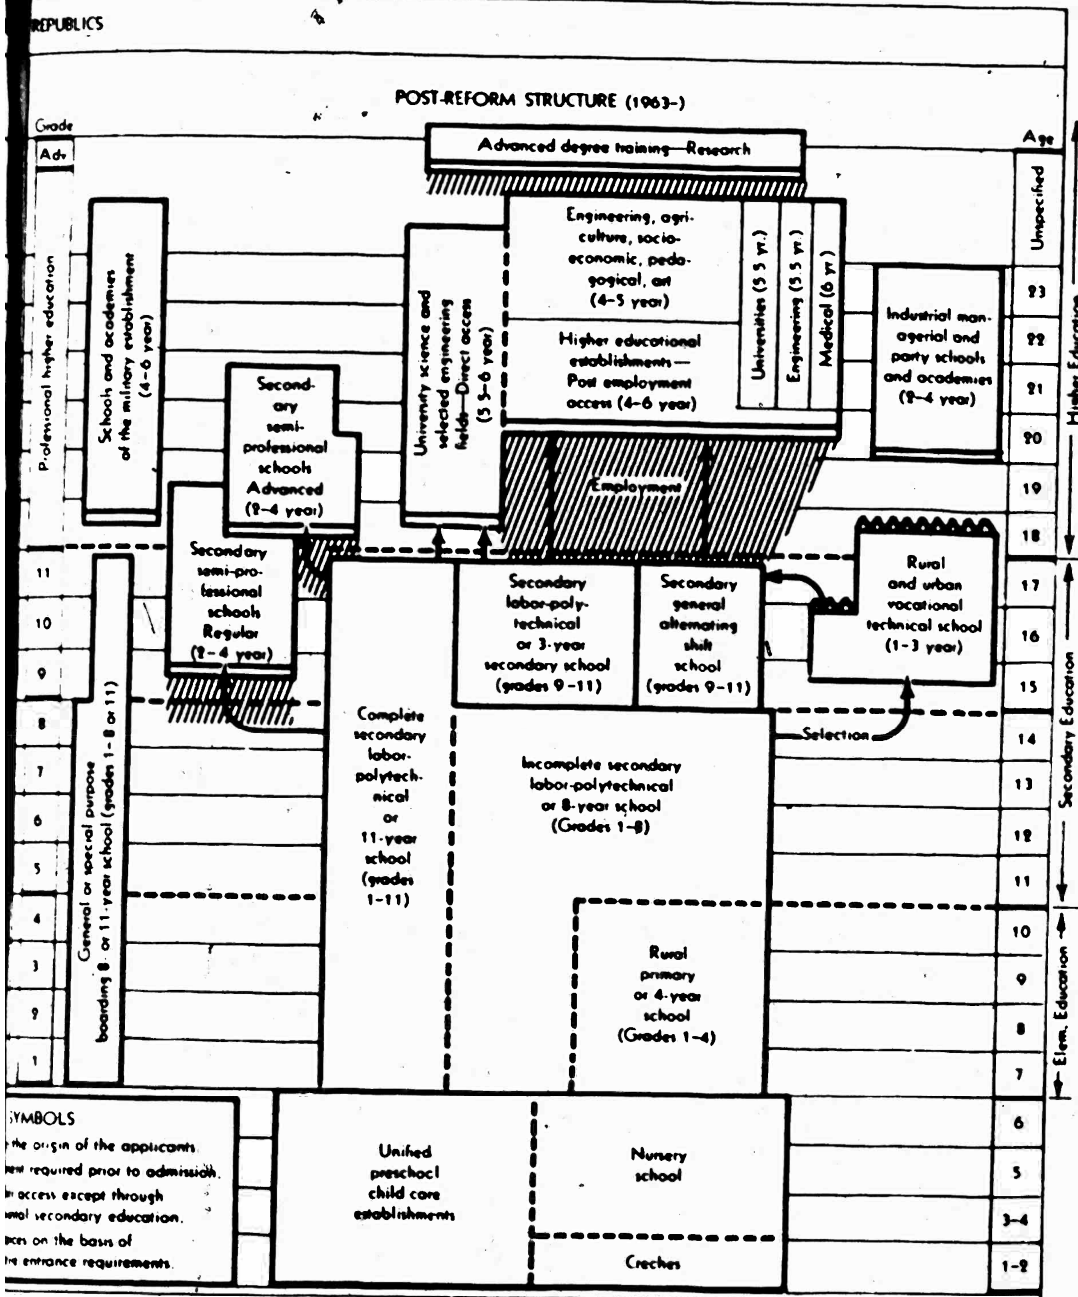 REPUBLICS
POST-REFORM STRUCTURE (1963-)
Grade
Adv
Age
Advanced degree training—Research
Unspecified
Higher Education
Professional higher education
Schools and academies
of the military establishment
(4-6 year)
Second-
ary
semi-
professional
schools
Advanced
(2-4 year)
University science and
selected engineering
fields—Direct access
(5 5-6 year)
Engineering, agri-
culture, socio-
economic, peda-
gogical, art
(4-5 year)
Higher educational
establishments—
Post employment
access (4-6 year)
Universities (5 5 yr.)
Engineering (5.5 yr.)
Medical (6 yr)
Industrial man-
agerial and
party schools
and academies
(2-4 year)
23
22
21
20
19
18
Employment
Secondary
semi-pro-
fessional
schools
Regular
(2-4 year)
Secondary
labor-poly-
technical
or 3-year
secondary school
(grades 9-11)
Secondary
general
alternating
shift
school
(grades 9-11)
Rural
and urban
vocational
technical school
(1-3 year)
11
10
9
8
7
6
5
4
3
2
1
17
16
15
14
13
12
11
10
9
8
7
Secondary Education
Elem. Education
General or special purpose
boarding 8- or 11-year school (grades 1-8 or 11)
Complete
secondary
labor-
polytech-
nical
or
11-year
school
(grades
1-11)
Incomplete secondary
labor-polytechnical
or 8-year school
(Grades 1-8)
Selection
Rural
primary
or 4-year
school
(Grades 1-4)
SYMBOLS
the origin of the applicants.
required prior to admission.
access except through
secondary education.
on the basis of
entrance requirements.
Unified
preschool
child care
establishments
Nursery
school
Creches
6
5
3-4
1-2